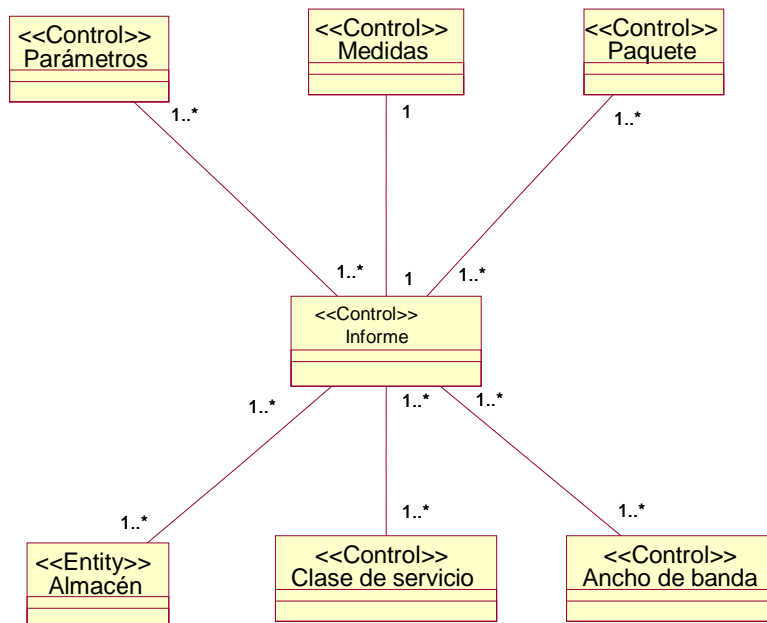 <<Control>>
Parámetros
<<Control>>
Medidas
<<Control>>
Paquete
1..*
1
1..*
1..*
1
1..*
<<Control>>
Informe
1..*
1..*
1..*
1..*
1..*
1..*
<<Entity>>
Almacén
<<Control>>
Clase de servicio
<<Control>>
Ancho de banda